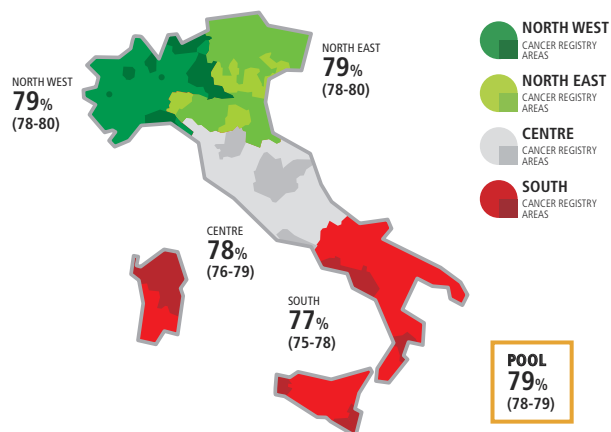 NORTH WEST
79%
(78-80)
NORTH EAST
79%
(78-80)
CENTRE
78%
(76-79)
SOUTH
77%
(75-78)
NORTH WEST
CANCER REGISTRY
AREAS
NORTH EAST
CANCER REGISTRY
AREAS
CENTRE
CANCER REGISTRY
AREAS
SOUTH
CANCER REGISTRY
AREAS
POOL
79%
(78-79)